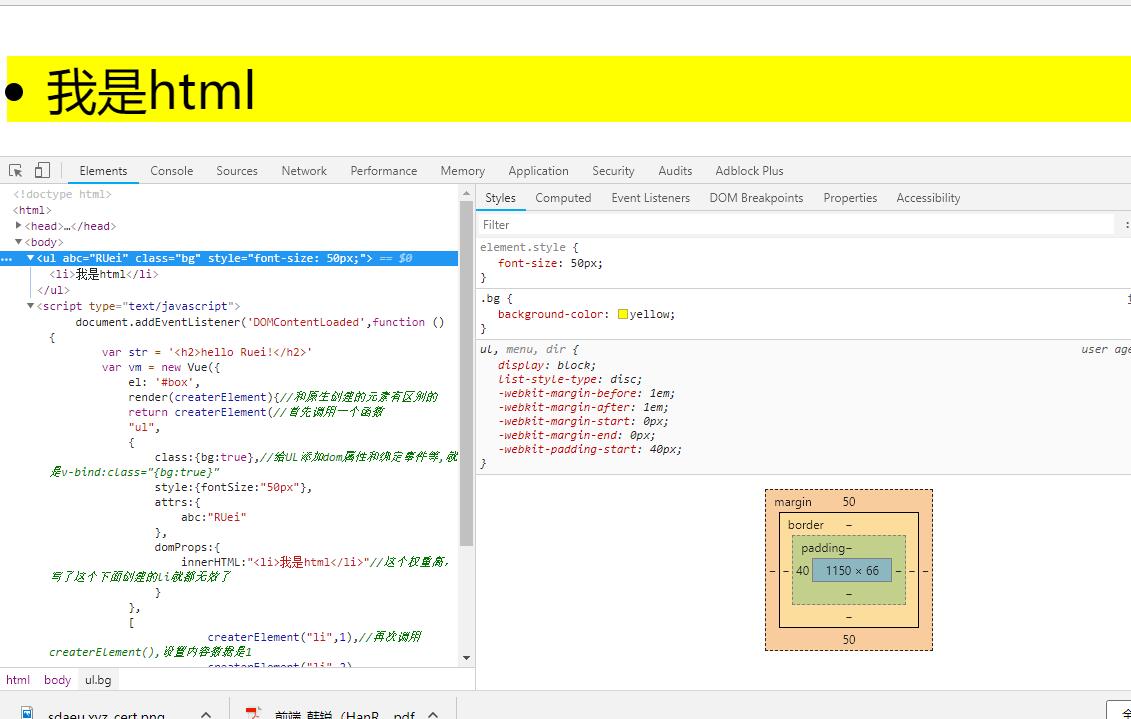 我是html
Elements Console Sources Network Performance Memory Application Security Audits Adblock Plus
<!doctype html>
<html>
<head>…</head>
<body>
<ul abc="RUei" class="bg" style="font-size: 50px;"> == $0
<li>我是html</li>
</ul>
<script type="text/javascript">
document.addEventListener('DOMContentLoaded',function ()
{
var str = '<h2>hello Ruei!</h2>'
var vm = new Vue({
el: '#box',
render(createrElement){//和原生创建的元素有区别的
return createrElement(//首先调用一个函数
"ul",
{
class:{bg:true},//给UL添加dom属性和绑定事件等,就
是v-bind:class="{bg:true}"
style:{fontSize:"50px"},
attrs:{
abc:"RUei"
},
domProps:{
innerHTML:"<li>我是html</li>"//这个权重高，
写了这个下面创建的li就都无效了
}
},
[
createrElement("li",1),//再次调用
createrElement(),设置内容数据是1
createrElement("li",2)
html body ul.bg
Styles Computed Event Listeners DOM Breakpoints Properties Accessibility
Filter
element.style {
font-size: 50px;
}
.bg {
background-color: yellow;
}
ul, menu, dir { user age
display: block;
list-style-type: disc;
-webkit-margin-before: 1em;
-webkit-margin-after: 1em;
-webkit-margin-start: 0px;
-webkit-margin-end: 0px;
-webkit-padding-start: 40px;
}
margin 50
border –
padding –
– – 40 1150 × 66 – – –
–
–
50
sdaeu.xyz_cert.png
前端_韩锐（HanR....pdf